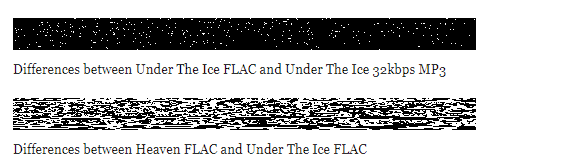 Differences between Under The Ice FLAC and Under The Ice 32kbps MP3
Differences between Heaven FLAC and Under The Ice FLAC